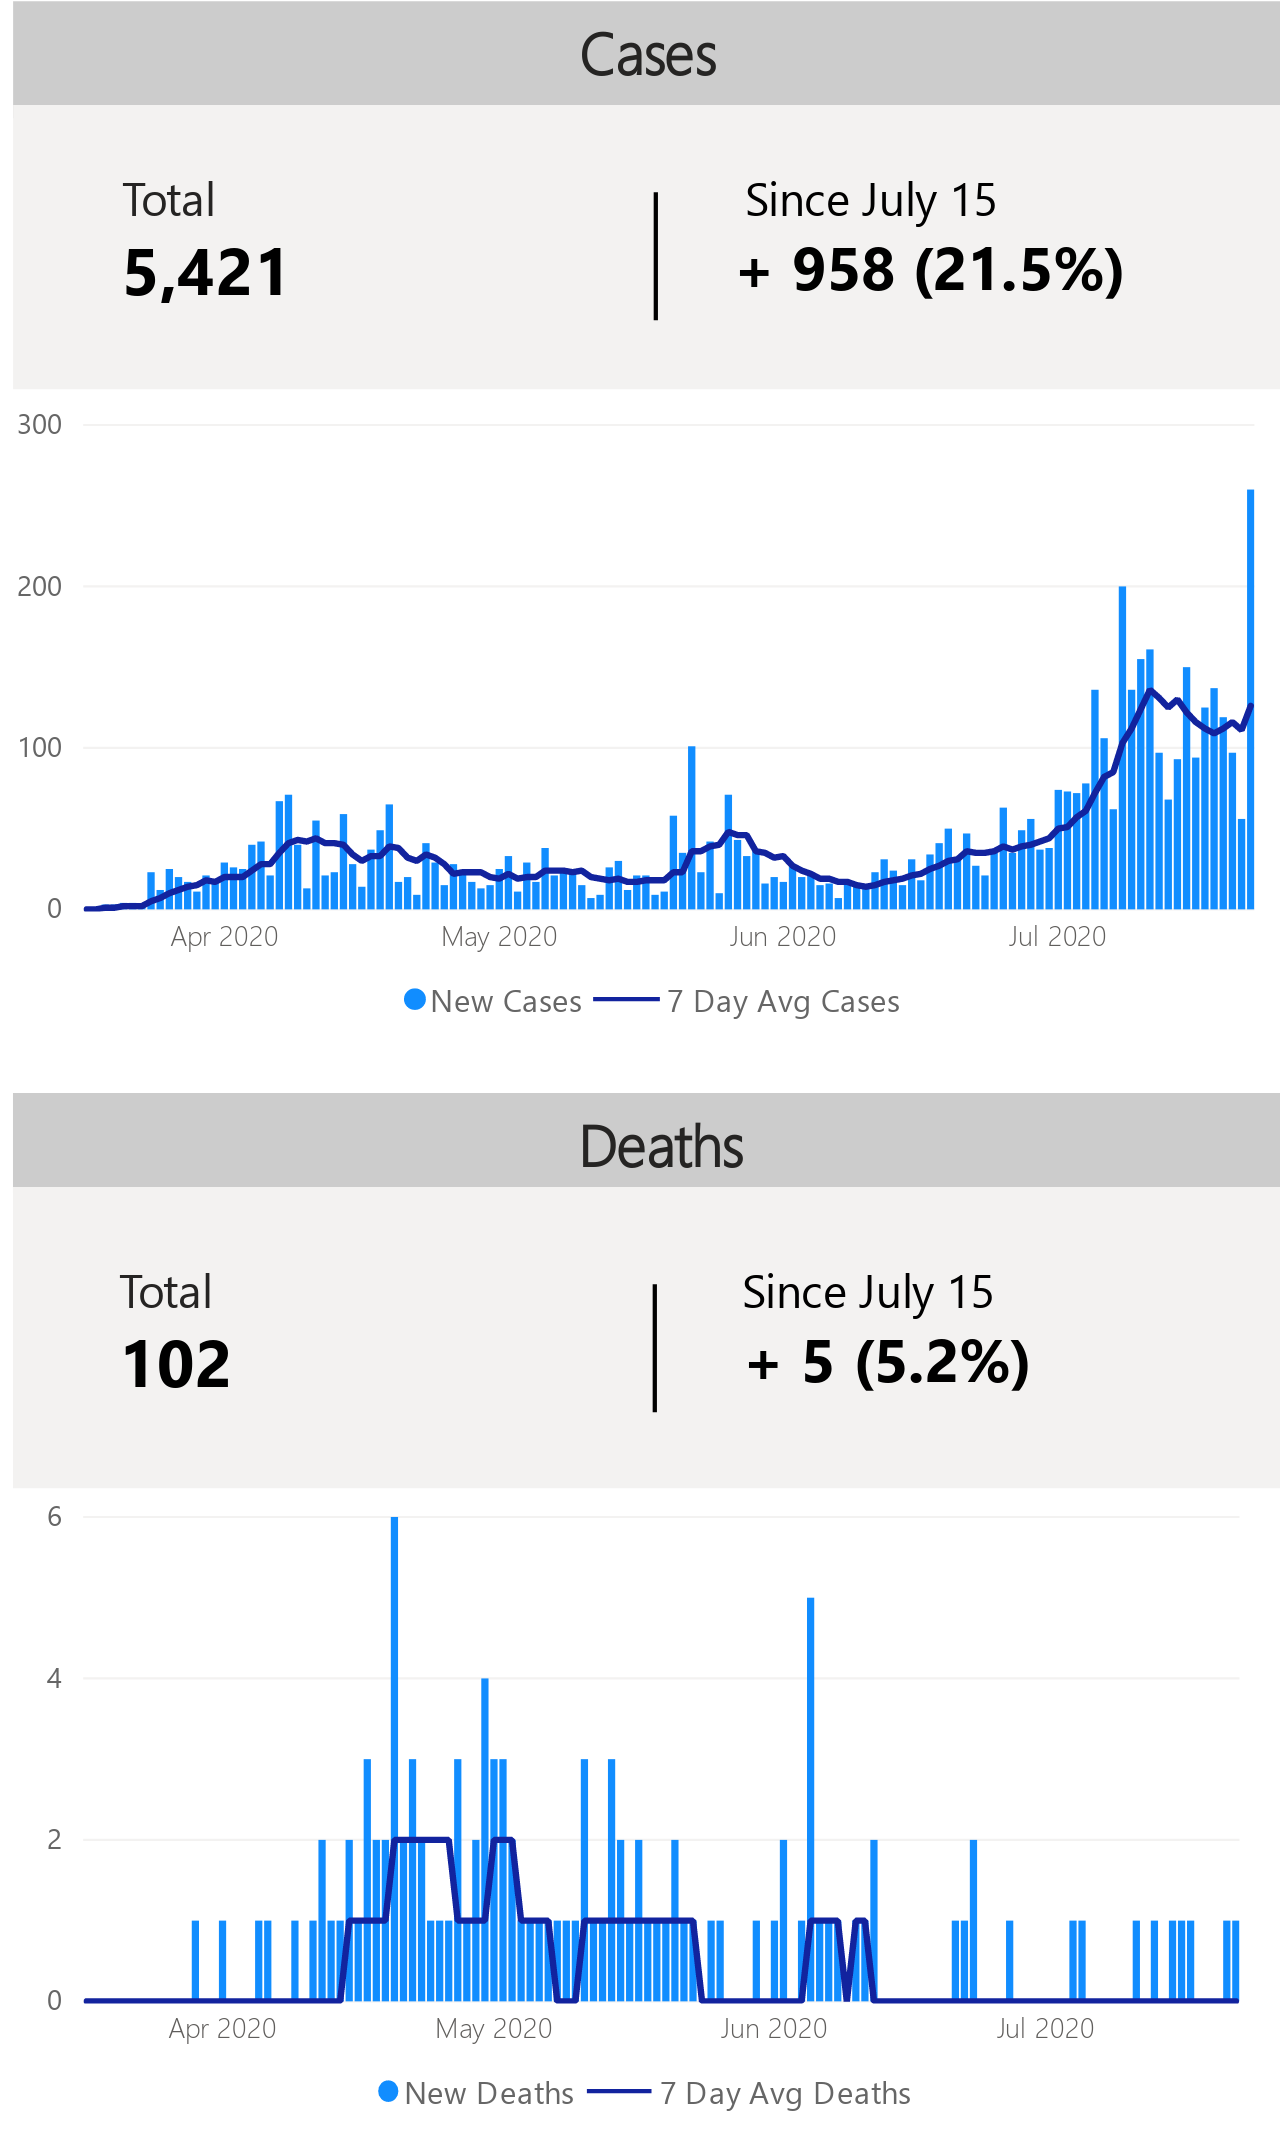 Cases
Total
Since July 15
5,421
+ 958 (21.5%)
300
200
100
0
Apr 2020
May 2020
Jun 2020
Jul 2020
New Cases
7 Day Avg Cases
Deaths
Total
Since July 15
102
+ 5 (5.2%)
6
4
2
0
Apr 2020
May 2020
Jun 2020
Jul 2020
New Deaths
7 Day Avg Deaths